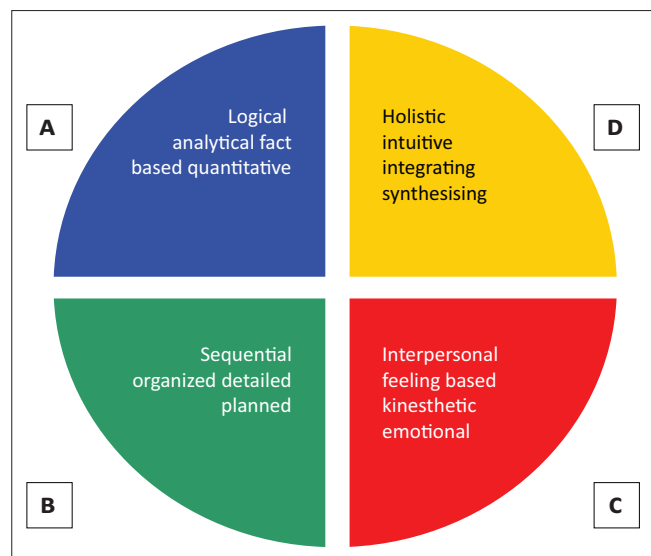 A
Logical
analytical fact
based quantitative
Holistic
intuitive
integrating
synthesising
D
Sequential
organized detailed
planned
Interpersonal
feeling based
kinesthetic
emotional
B
C